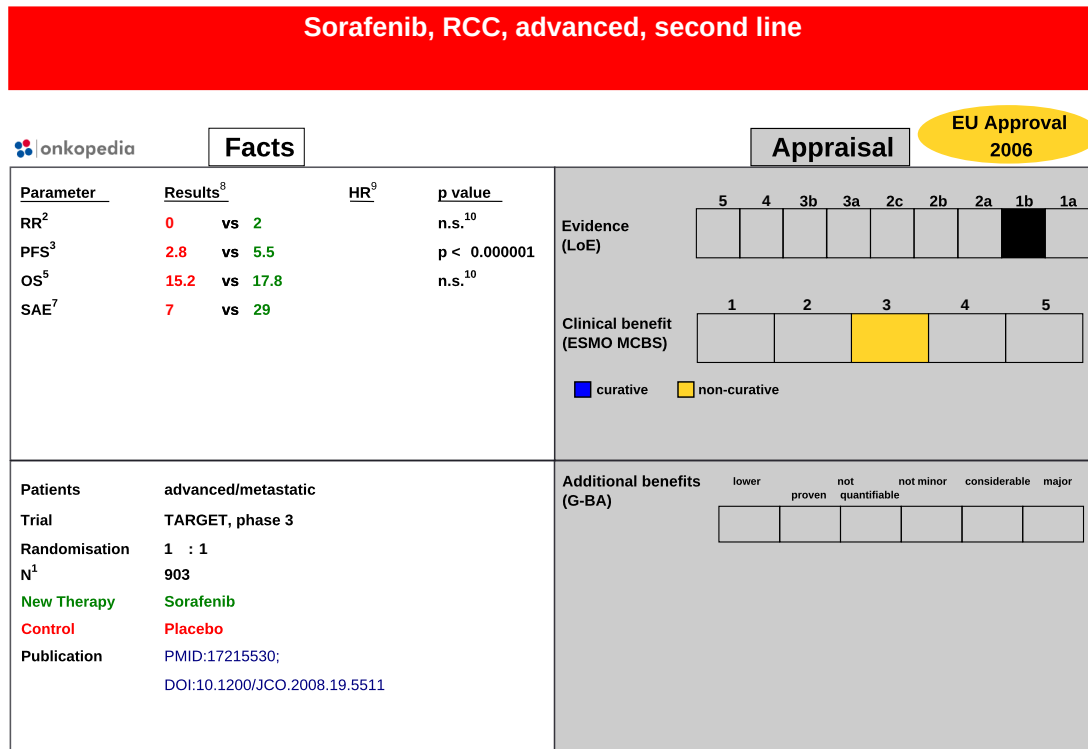 Sorafenib, RCC, advanced, second line
onkopedia
Facts
Appraisal
EU Approval
2006
Parameter Results8 HR9 p value
RR2 0 vs 2 n.s.10
PFS3 2.8 vs 5.5 p < 0.000001
OS5 15.2 vs 17.8 n.s.10
SAE7 7 vs 29
5 4 3b 3a 2c 2b 2a 1b 1a
Evidence
(LoE)
1 2 3 4 5
Clinical benefit
(ESMO MCBS)
curative non-curative
Patients advanced/metastatic
Trial TARGET, phase 3
Randomisation 1 : 1
N1 903
New Therapy Sorafenib
Control Placebo
Publication PMID:17215530;
DOI:10.1200/JCO.2008.19.5511
Additional benefits
(G-BA)
lower not not minor considerable major
proven quantifiable